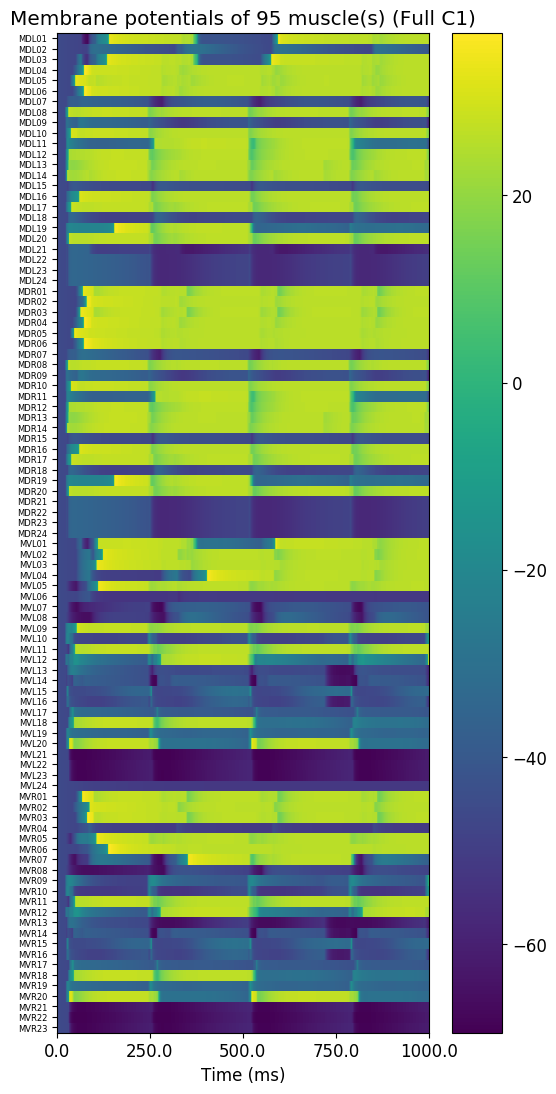 Membrane potentials of 95 muscle(s) (Full C1)
MDL01
MDL02
MDL03
MDL04
MDL05
MDL06
MDL07
MDL08
MDL09
MDL10
MDL11
MDL12
MDL13
MDL14
MDL15
MDL16
MDL17
MDL18
MDL19
MDL20
MDL21
MDL22
MDL23
MDL24
MDR01
MDR02
MDR03
MDR04
MDR05
MDR06
MDR07
MDR08
MDR09
MDR10
MDR11
MDR12
MDR13
MDR14
MDR15
MDR16
MDR17
MDR18
MDR19
MDR20
MDR21
MDR22
MDR23
MDR24
MVL01
MVL02
MVL03
MVL04
MVL05
MVL06
MVL07
MVL08
MVL09
MVL10
MVL11
MVL12
MVL13
MVL14
MVL15
MVL16
MVL17
MVL18
MVL19
MVL20
MVL21
MVL22
MVL23
MVL24
MVR01
MVR02
MVR03
MVR04
MVR05
MVR06
MVR07
MVR08
MVR09
MVR10
MVR11
MVR12
MVR13
MVR14
MVR15
MVR16
MVR17
MVR18
MVR19
MVR20
MVR21
MVR22
MVR23
0.0 250.0 500.0 750.0 1000.0
Time (ms)
20
0
−20
−40
−60